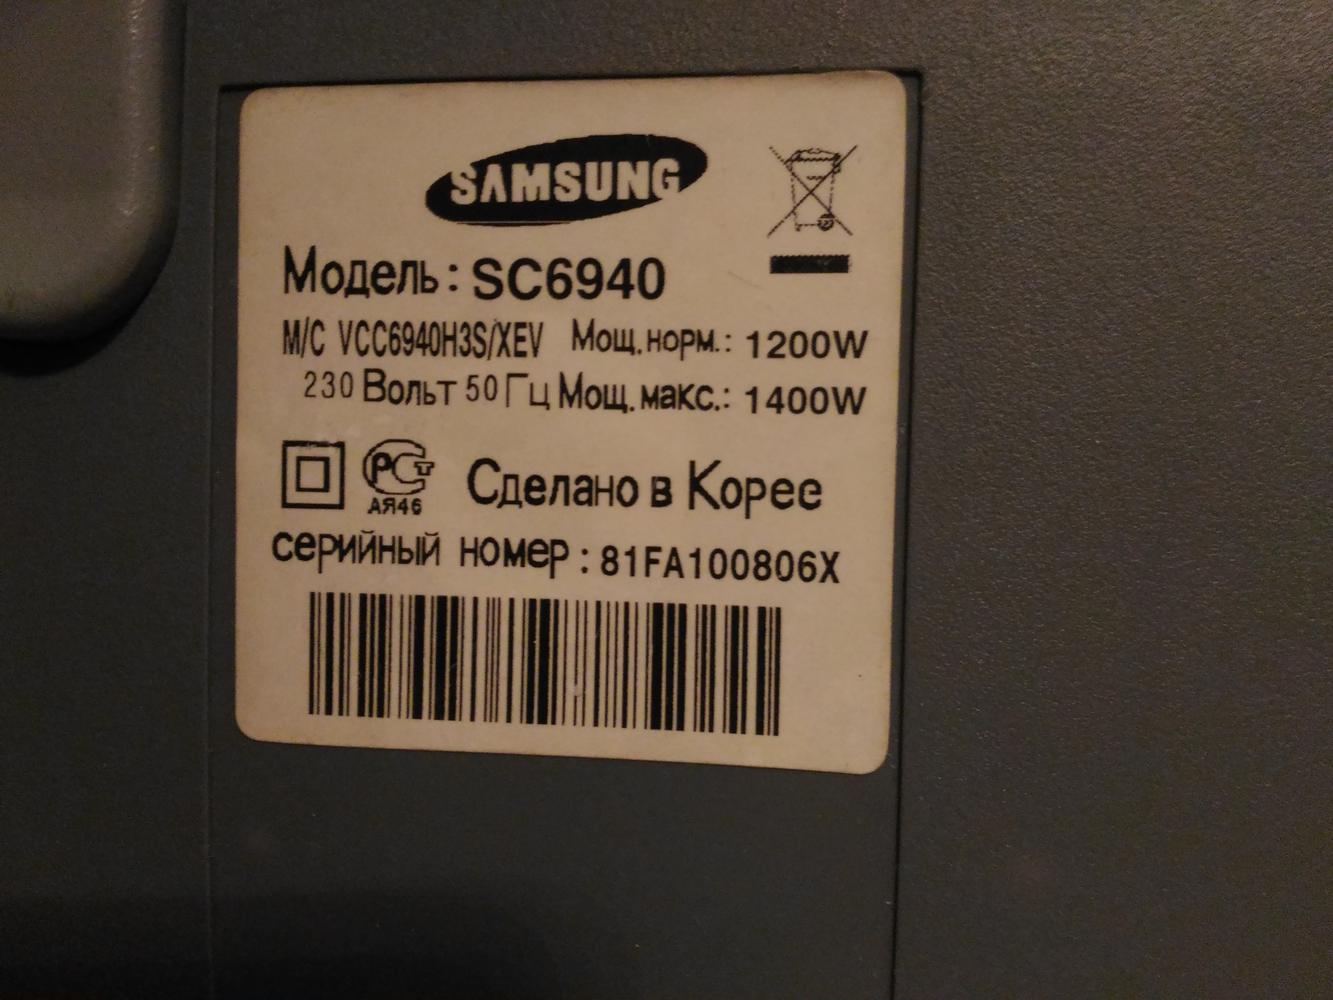 SAMSUNG
Модель: SC6940
M/C VCC6940H3S/XEV Мощ.норм.: 1200W
230 Вольт 50 Гц Мощ.макс.: 1400W
РСТ
АЯ46
Сделано в Корее
серийный номер: 81FA100806X